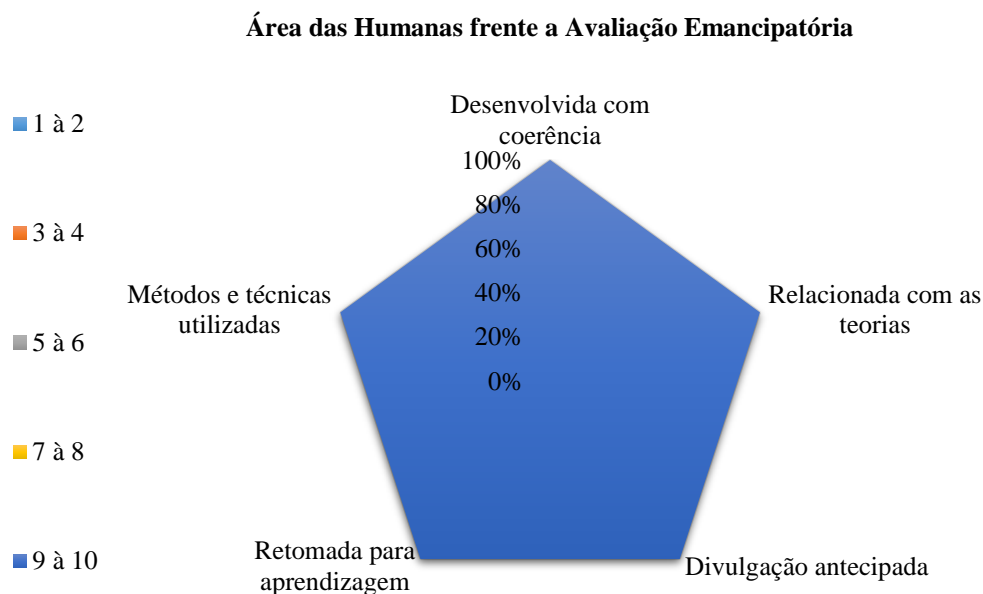 Área das Humanas frente a Avaliação Emancipatória
1 à 2
3 à 4
5 à 6
7 à 8
9 à 10
Desenvolvida com
coerência
100%
80%
60%
40%
20%
0%
Relacionada com as
teorias
Divulgação antecipada
Retomada para
aprendizagem
Métodos e técnicas
utilizadas